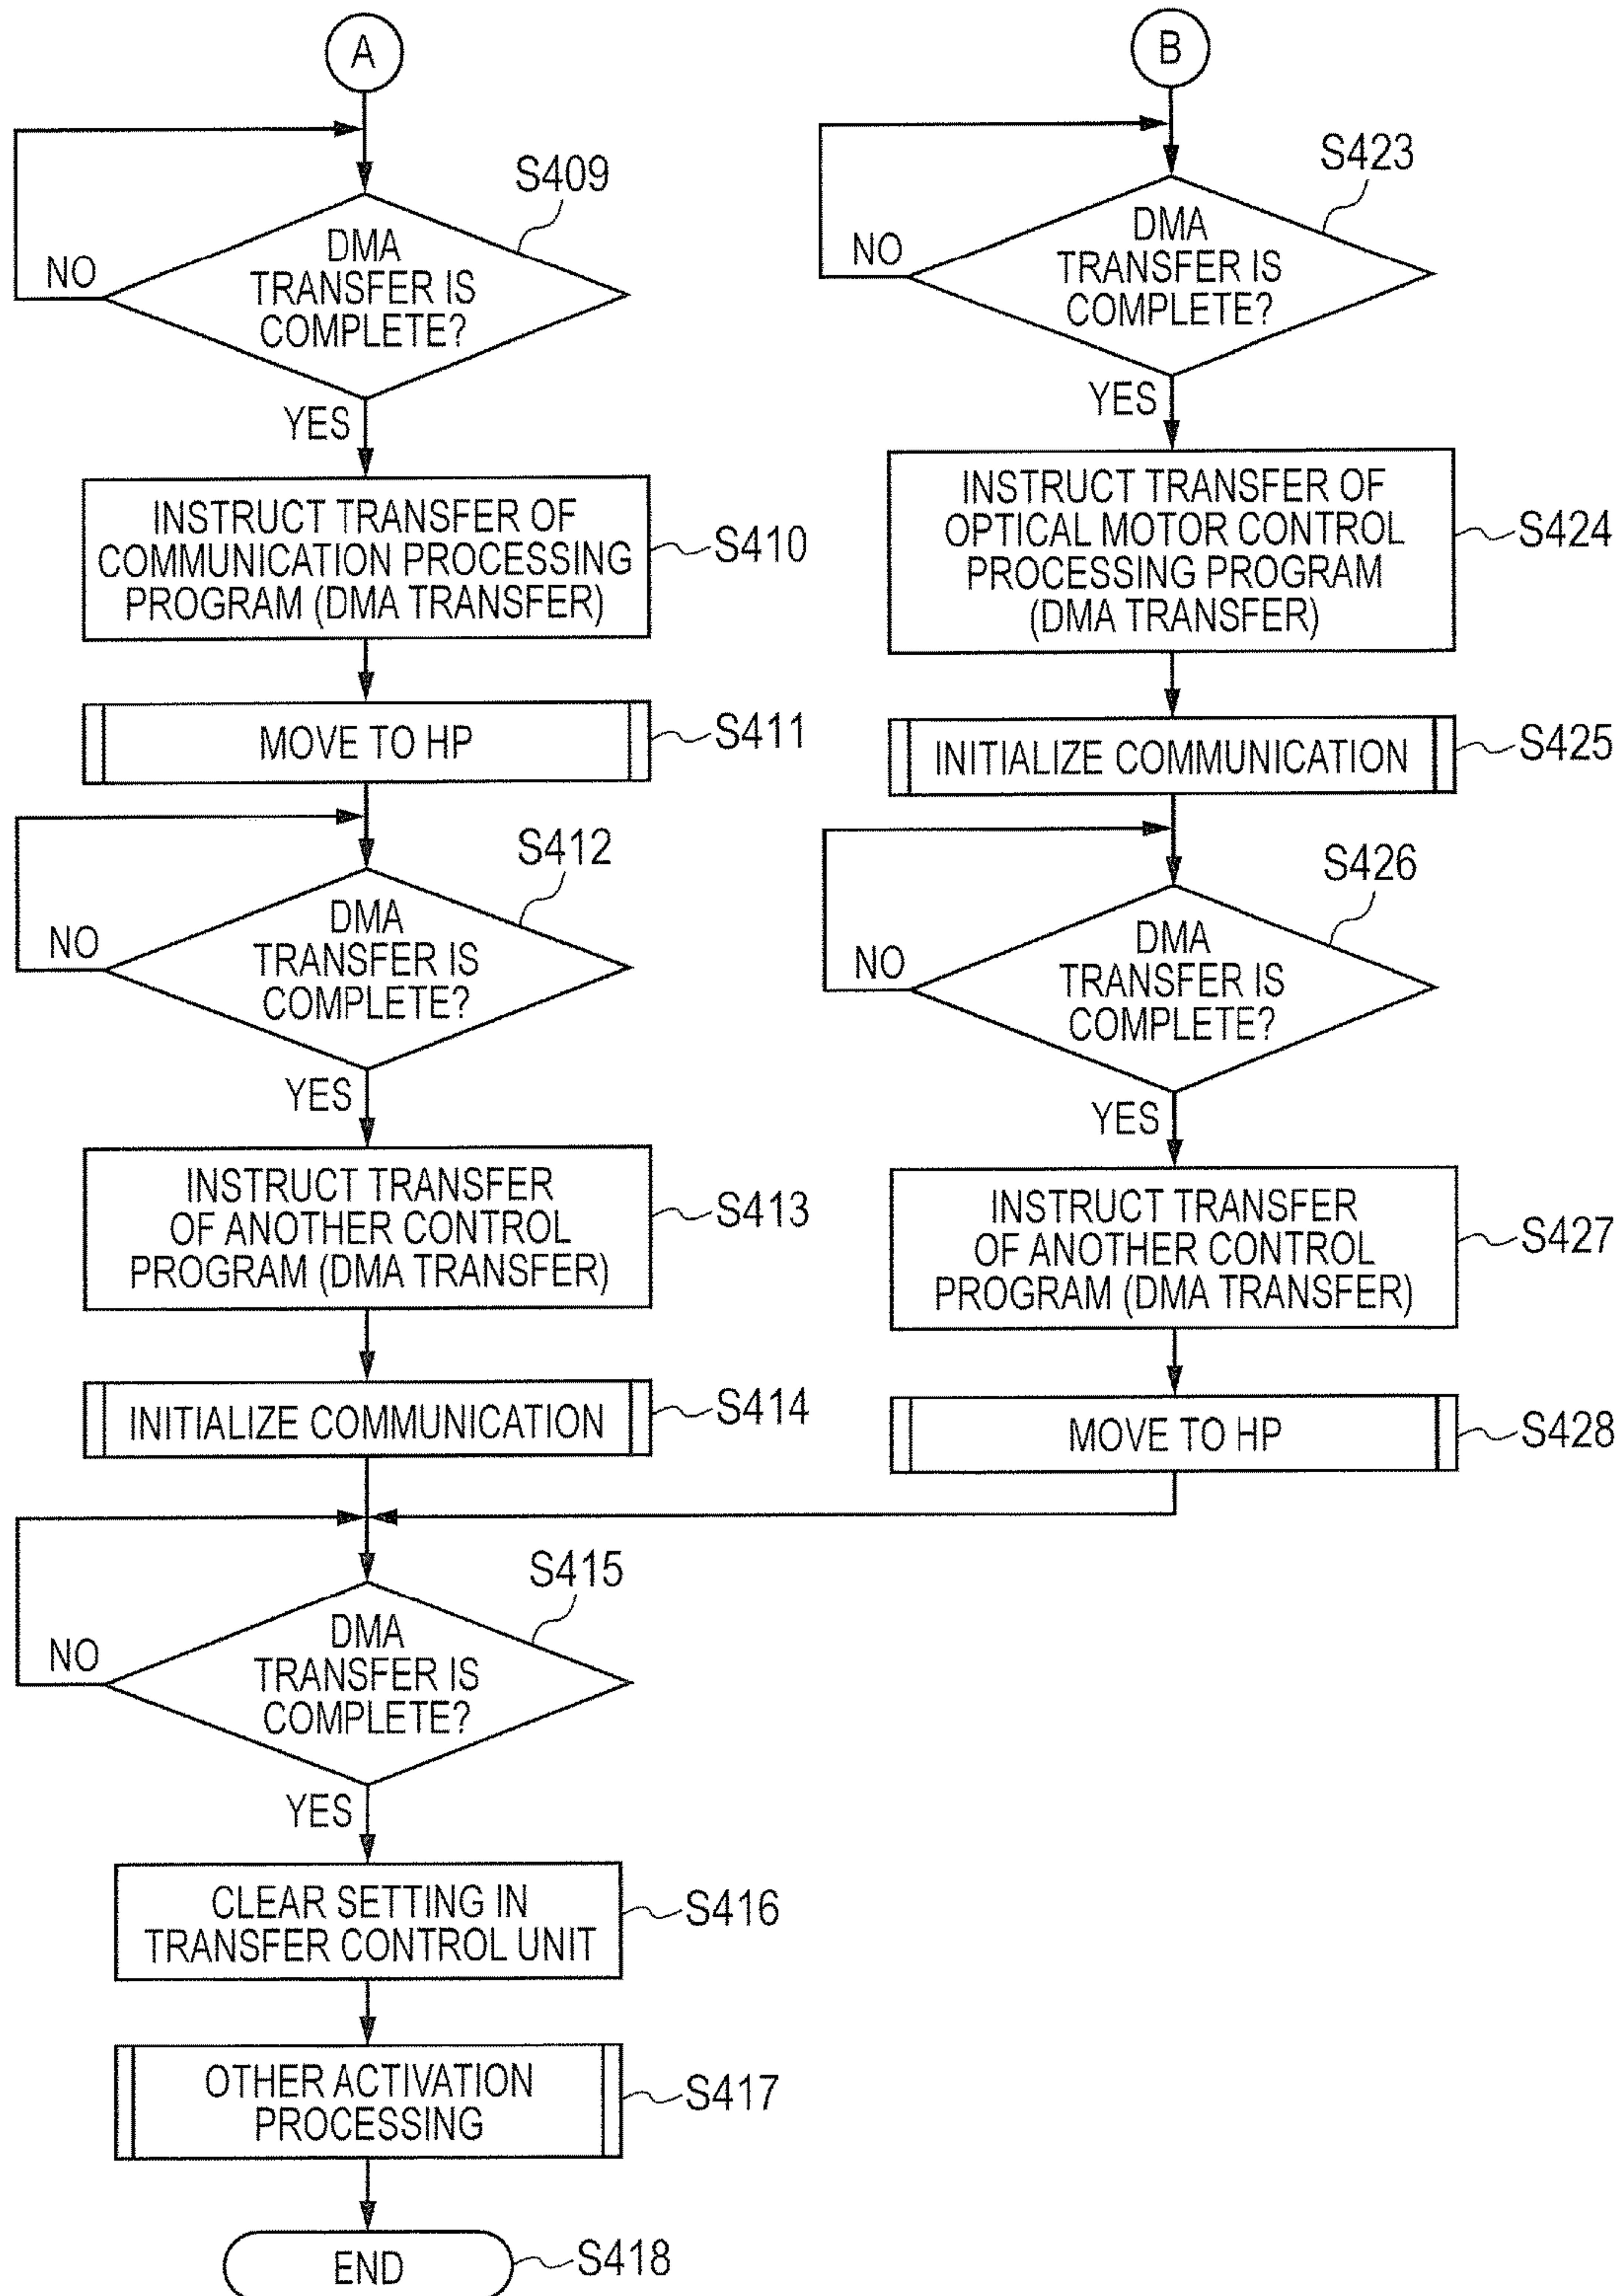 A
S409
DMA
TRANSFER IS
COMPLETE?
NO
YES
INSTRUCT TRANSFER OF
COMMUNICATION PROCESSING
PROGRAM (DMA TRANSFER)
S410
MOVE TO HP
S411
S412
DMA
TRANSFER IS
COMPLETE?
NO
YES
INSTRUCT TRANSFER
OF ANOTHER CONTROL
PROGRAM (DMA TRANSFER)
S413
INITIALIZE COMMUNICATION
S414
S415
DMA
TRANSFER IS
COMPLETE?
NO
YES
CLEAR SETTING IN
TRANSFER CONTROL UNIT
S416
OTHER ACTIVATION
PROCESSING
S417
END
S418
B
S423
DMA
TRANSFER IS
COMPLETE?
NO
YES
INSTRUCT TRANSFER OF
OPTICAL MOTOR CONTROL
PROCESSING PROGRAM
(DMA TRANSFER)
S424
INITIALIZE COMMUNICATION
S425
S426
DMA
TRANSFER IS
COMPLETE?
NO
YES
INSTRUCT TRANSFER
OF ANOTHER CONTROL
PROGRAM (DMA TRANSFER)
S427
MOVE TO HP
S428